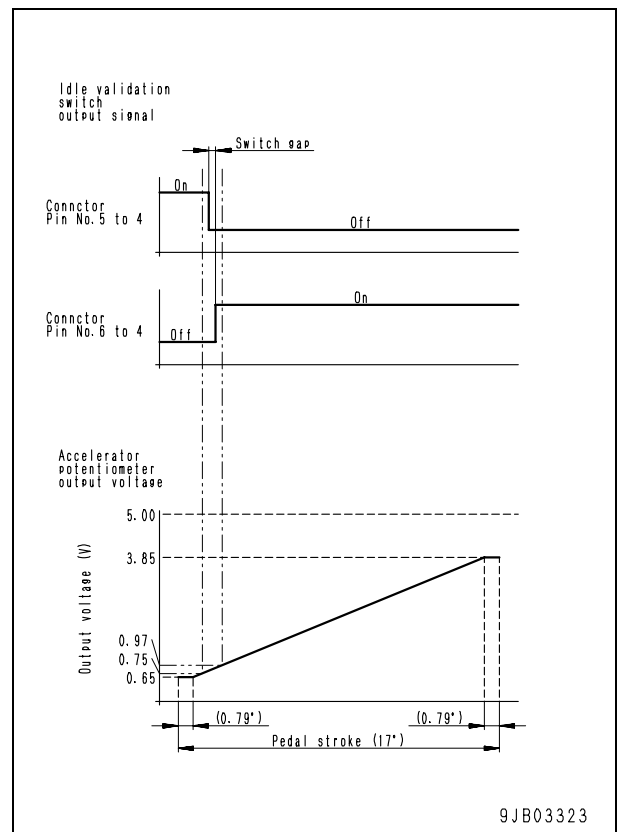 Idle validation
switch
output signal
Switch gap
Connctor
Pin No.5 to 4
On
Off
Connctor
Pin No.6 to 4
Off
On
Accelerator
potentiometer
output voltage
Output voltage (V)
5.00
3.85
0.97
0.75
0.65
(0.79°)
(0.79°)
Pedal stroke (17°)
9JB03323